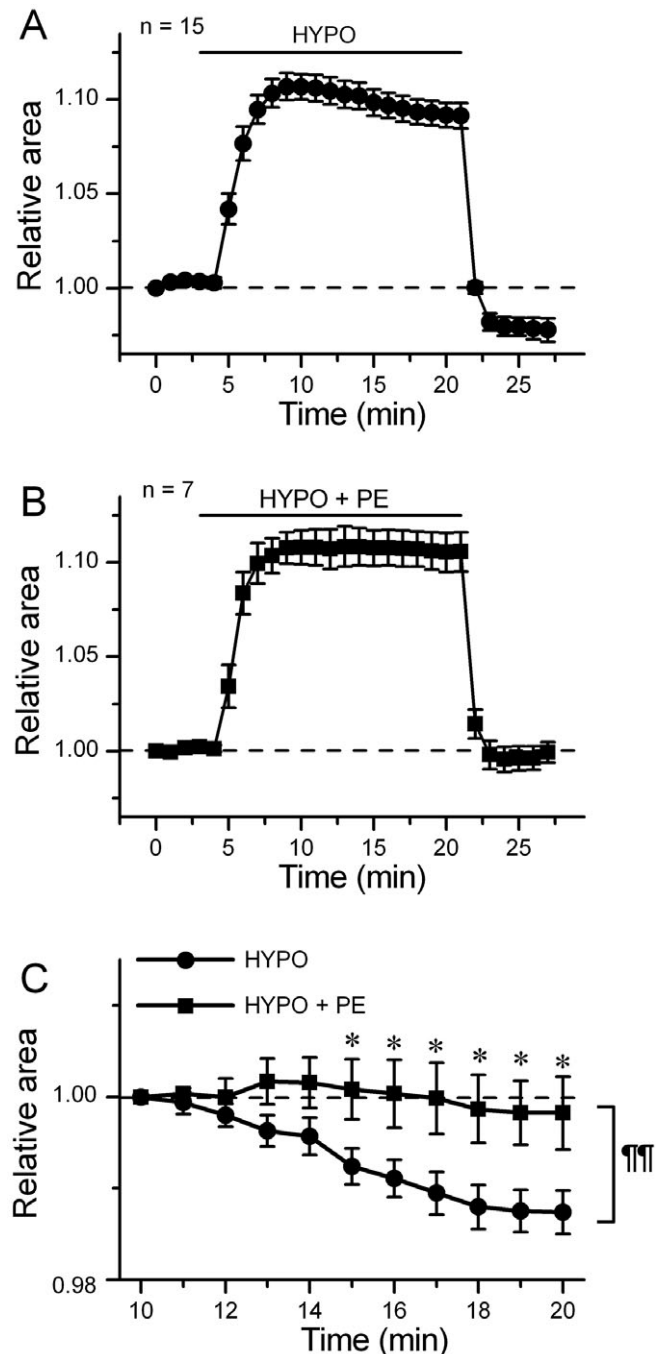 A
n = 15
HYPO
1.10
1.05
1.00
Relative area
0 5 10 15 20 25
Time (min)
B
n = 7
HYPO + PE
1.10
1.05
1.00
Relative area
0 5 10 15 20 25
Time (min)
C
HYPO
HYPO + PE
* * * * * *
1.00
¶¶
0.98
Relative area
10 12 14 16 18 20
Time (min)